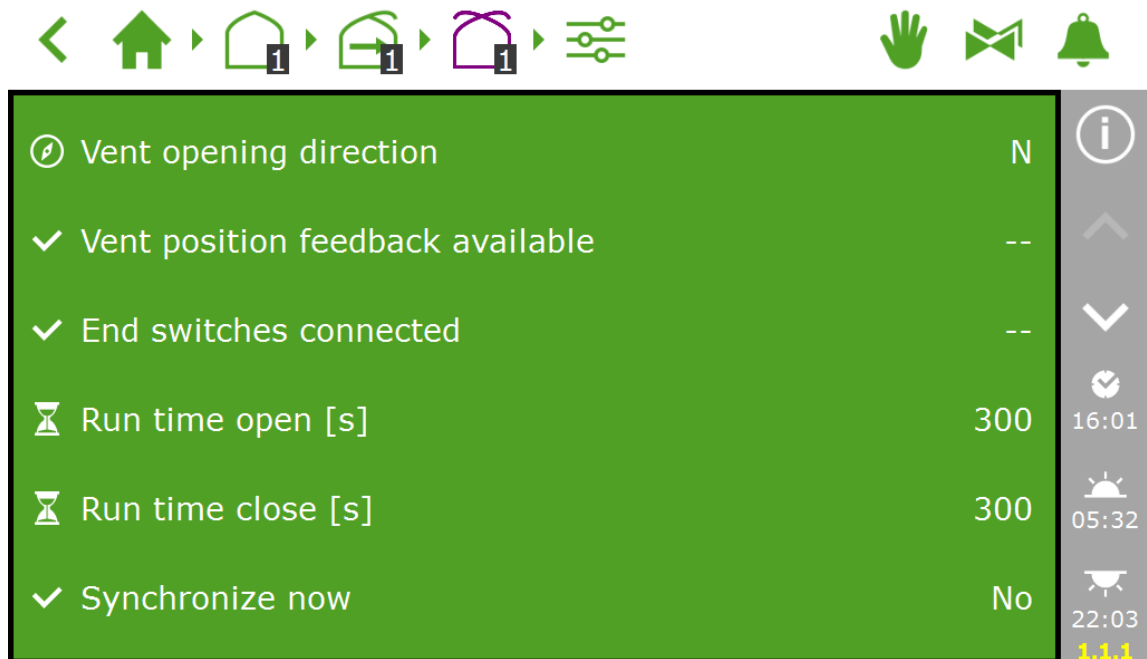 1 1 1
Vent opening direction N
Vent position feedback available --
End switches connected --
Run time open [s] 300
Run time close [s] 300
Synchronize now No
i
16:01
05:32
22:03
1.1.1